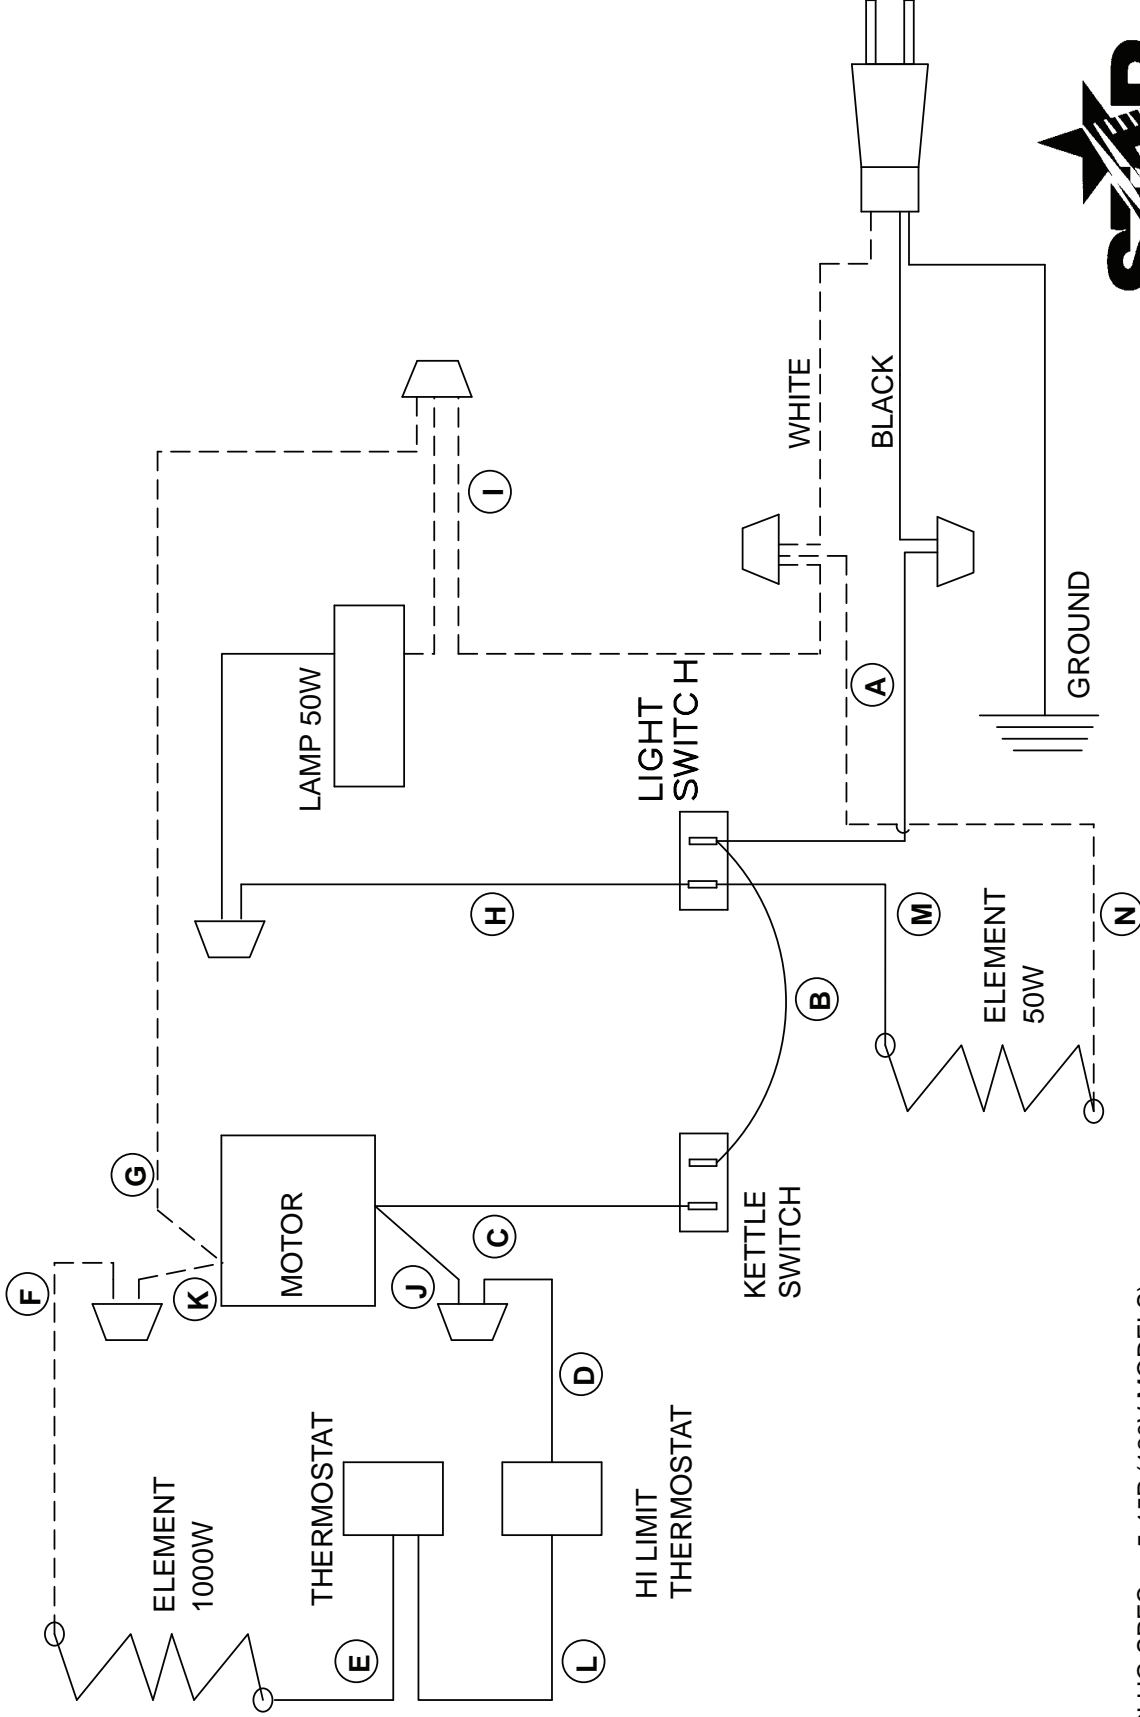 F
G
K
MOTOR
J
C
D
ELEMENT
1000W
THERMOSTAT
HI LIMIT
THERMOSTAT
E
L
LAMP 50W
H
I
LIGHT
SWITCH
KETTLE
SWITCH
B
M
ELEMENT
50W
N
A
WHITE
BLACK
GROUND